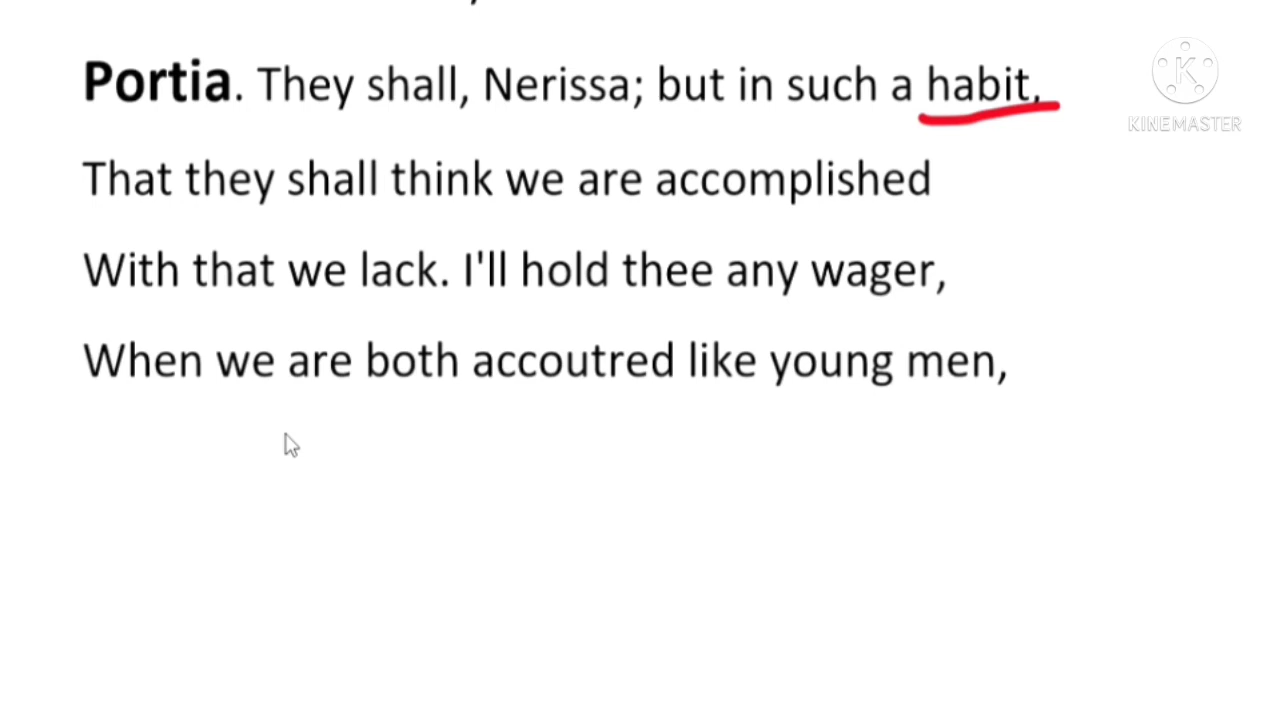 Portia. They shall, Nerissa; but in such a habit,
That they shall think we are accomplished
With that we lack. I'll hold thee any wager,
When we are both accoutred like young men,
K
KINEMASTER